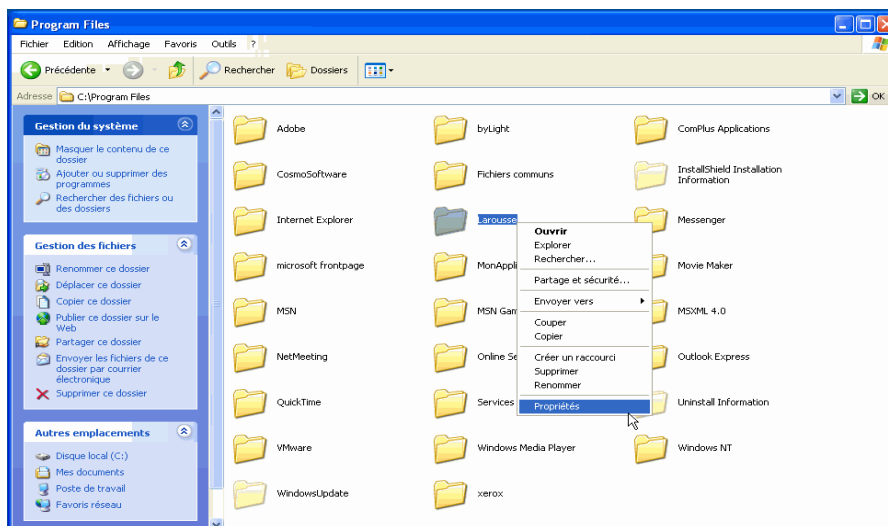 Program Files
Fichier Edition Affichage Favoris Outils ?
Précédente Rechercher Dossiers
Adresse C:\Program Files OK
Gestion du système
Masquer le contenu de ce
dossier
Ajouter ou supprimer des
programmes
Rechercher des fichiers ou
des dossiers
Gestion des fichiers
Renommer ce dossier
Déplacer ce dossier
Copier ce dossier
Publier ce dossier sur le
Web
Partager ce dossier
Envoyer les fichiers de ce
dossier par courrier
électronique
Supprimer ce dossier
Autres emplacements
Disque local (C:)
Mes documents
Poste de travail
Favoris réseau
Adobe
byLight
ComPlus Applications
CosmoSoftware
Fichiers communs
InstallShield Installation
Information
Internet Explorer
Larousse
Messenger
microsoft frontpage
MonAppli
Movie Maker
MSN
MSN Gam
MSXML 4.0
NetMeeting
Online Se
Outlook Express
QuickTime
Services
Uninstall Information
VMware
Windows Media Player
Windows NT
WindowsUpdate
xerox
Ouvrir
Explorer
Rechercher...
Partage et sécurité...
Envoyer vers
Couper
Copier
Créer un raccourci
Supprimer
Renommer
Propriétés